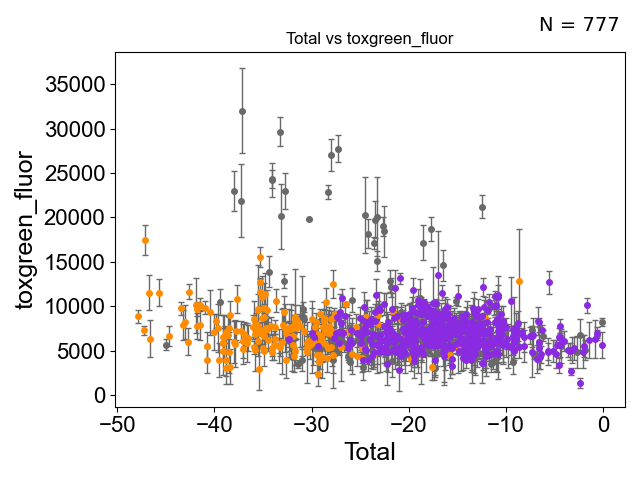 N = 777
Total vs toxgreen_fluor
35000
30000
25000
20000
15000
10000
5000
0
toxgreen_fluor
−50 −40 −30 −20 −10 0
Total